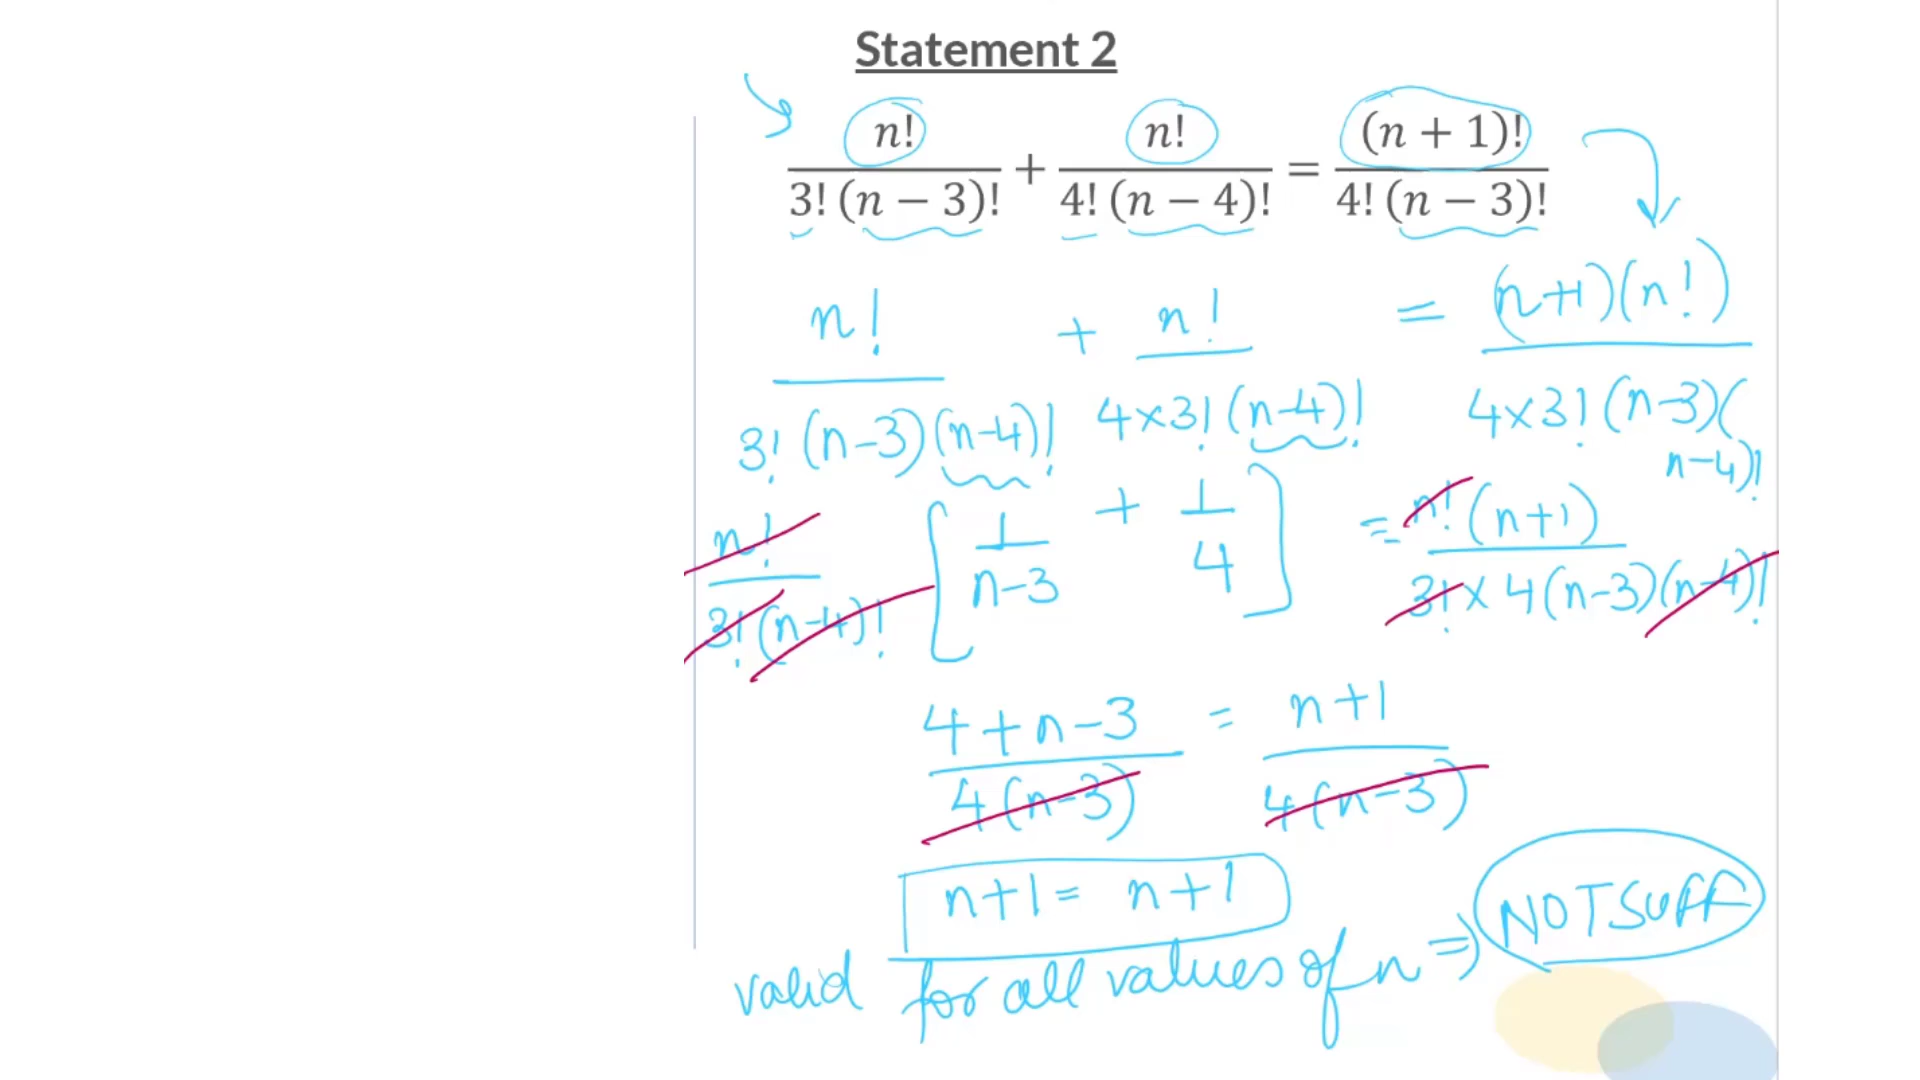 Statement 2
n!/(3! (n − 3)!) + n!/(4! (n − 4)!) = (n + 1)!/(4! (n − 3)!)
n! + n! = (n+1)(n!)
3! (n-3)(n-4)! 4×3! (n-4)! 4×3! (n-3)(
n-4)!
n!/(3! (n-4)!) [1/(n-3) + 1/4] = n! (n+1)/(3! × 4(n-3)(n-4)!)
(4+n-3)/(4(n-3)) = (n+1)/(4(n-3))
n+1 = n+1
valid for all values of n ⇒ NOT SUFF